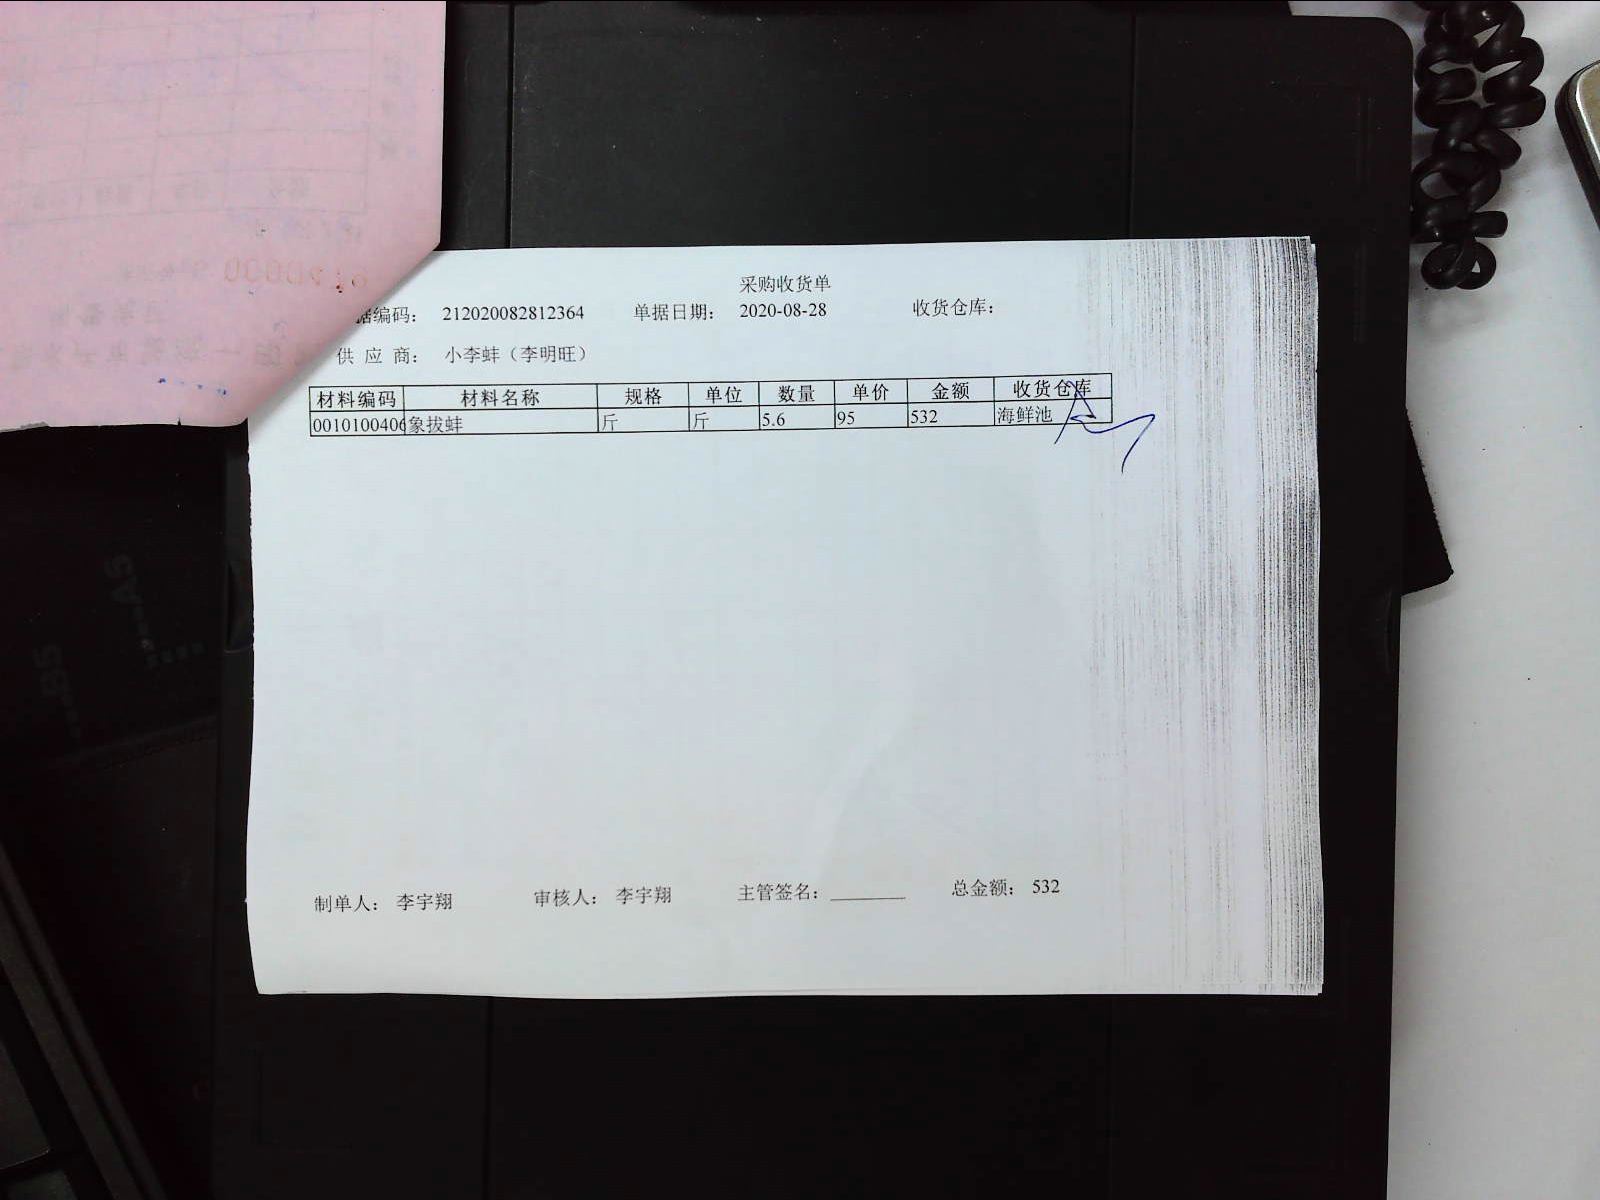 采购收货单
据编码： 212020082812364 单据日期： 2020-08-28 收货仓库：
供 应 商： 小李蚌（李明旺）
材料编码 材料名称 规格 单位 数量 单价 金额 收货仓库
0010100406 象拔蚌 斤 斤 5.6 95 532 海鲜池
制单人： 李宇翔 审核人： 李宇翔 主管签名： 总金额： 532